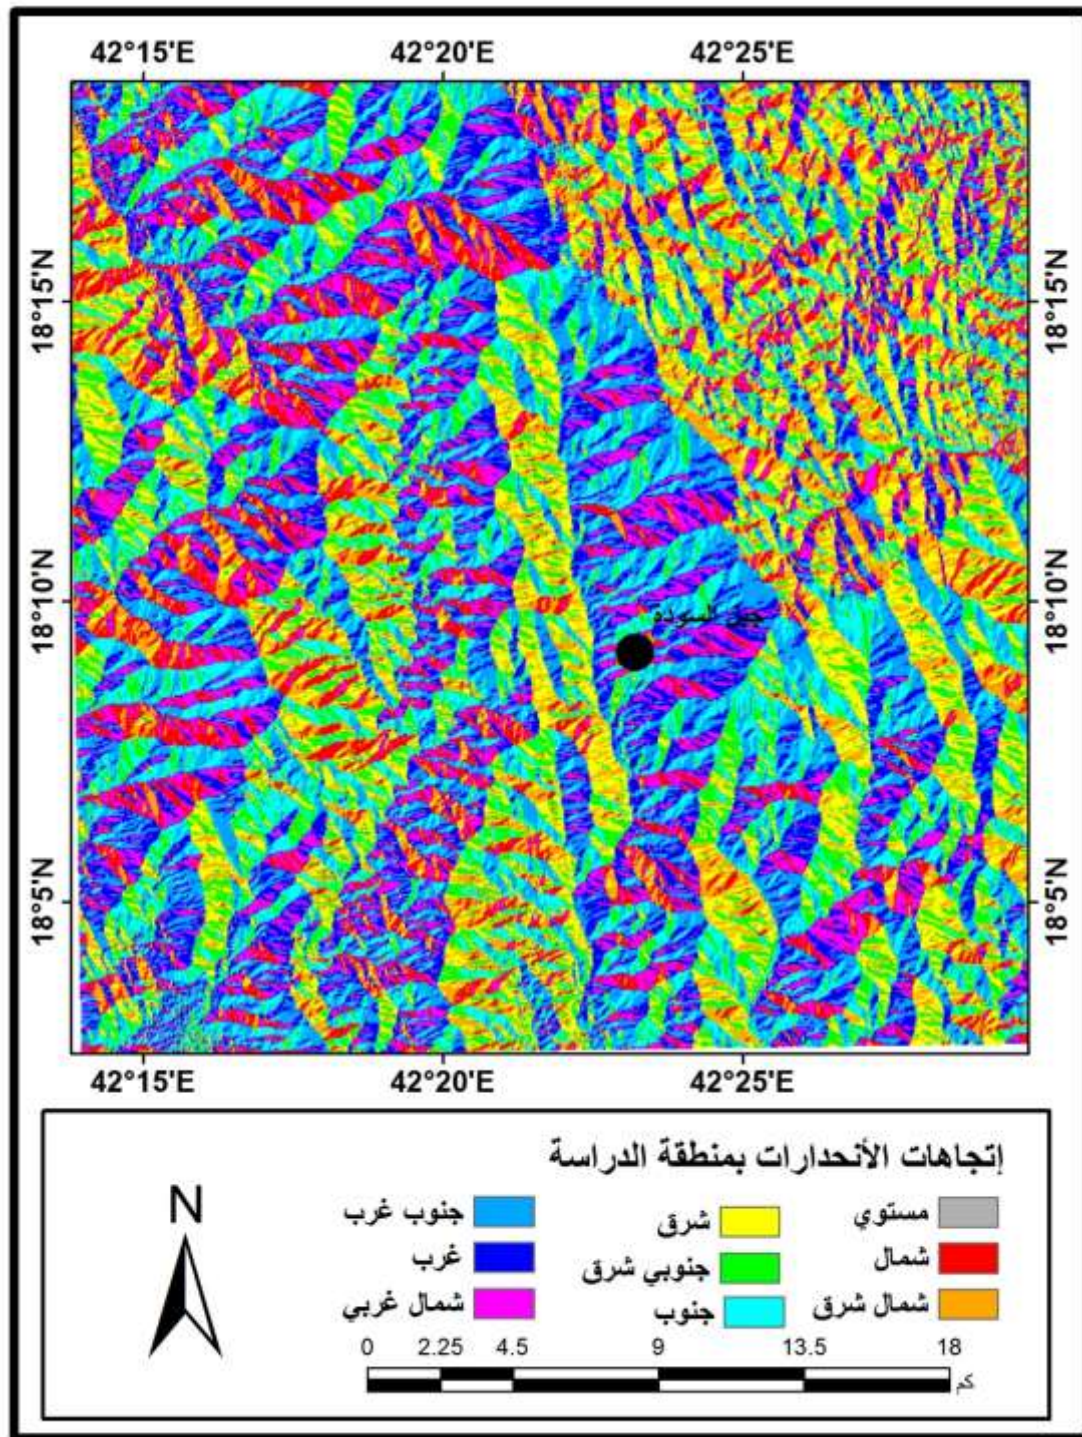 42°15'E 42°20'E 42°25'E
18°15'N 18°15'N
18°10'N 18°10'N
جبل السودة
18°5'N 18°5'N
42°15'E 42°20'E 42°25'E
إتجاهات الأنحدارات بمنطقة الدراسة
مستوي شرق جنوب غرب
شمال جنوبي شرق غرب
شمال شرق جنوب شمال غربي
N
0 2.25 4.5 9 13.5 18
كم